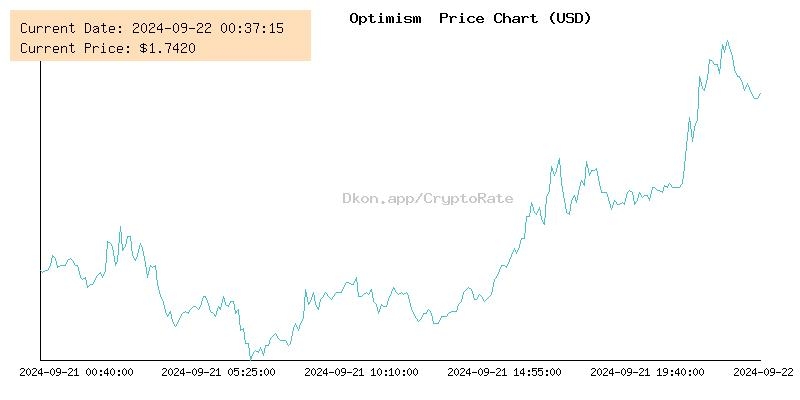 Optimism  Price Chart (USD)
Current Date: 2024-09-22 00:37:15
Current Price: $1.7420
Dkon.app/CryptoRate
2024-09-21 00:40:00 2024-09-21 05:25:00 2024-09-21 10:10:00 2024-09-21 14:55:00 2024-09-21 19:40:00 2024-09-22